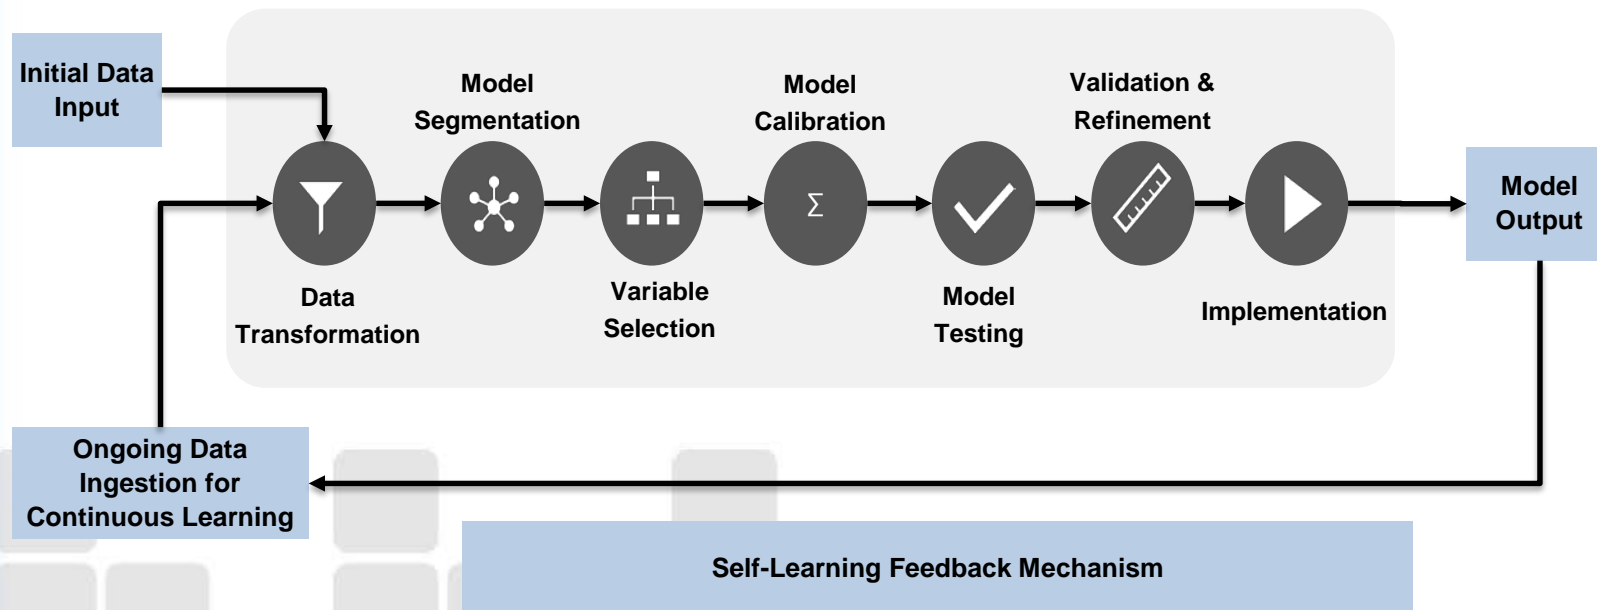 Initial Data
Input
Model
Segmentation
Model
Calibration
Validation &
Refinement
Σ
Model
Output
Data
Transformation
Variable
Selection
Model
Testing
Implementation
Ongoing Data
Ingestion for
Continuous Learning
Self-Learning Feedback Mechanism